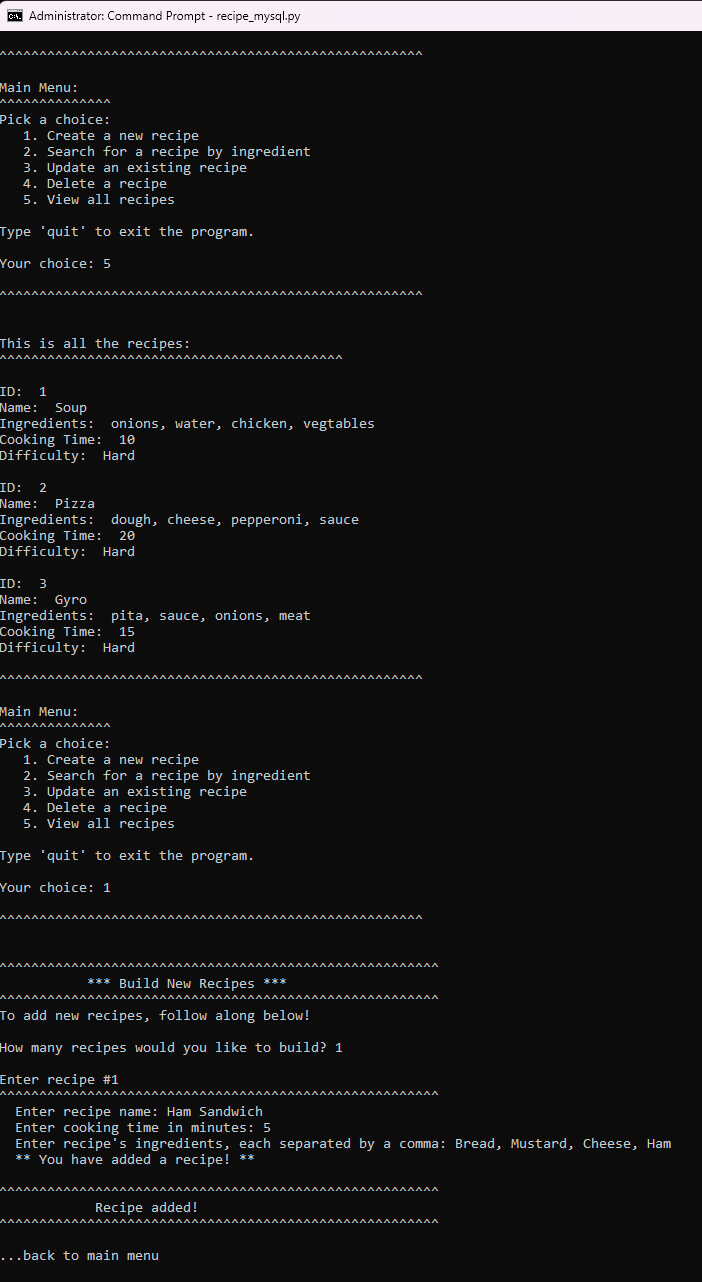 Administrator: Command Prompt - recipe_mysql.py
^^^^^^^^^^^^^^^^^^^^^^^^^^^^^^^^^^^^^^^^^^^^^^^^^^^^^
Main Menu:
^^^^^^^^^^^^^^
Pick a choice:
1. Create a new recipe
2. Search for a recipe by ingredient
3. Update an existing recipe
4. Delete a recipe
5. View all recipes
Type 'quit' to exit the program.
Your choice: 5
^^^^^^^^^^^^^^^^^^^^^^^^^^^^^^^^^^^^^^^^^^^^^^^^^^^^^
This is all the recipes:
^^^^^^^^^^^^^^^^^^^^^^^^^^^^^^^^^^^^^^^^^^^
ID:  1
Name:  Soup
Ingredients:  onions, water, chicken, vegtables
Cooking Time:  10
Difficulty:  Hard
ID:  2
Name:  Pizza
Ingredients:  dough, cheese, pepperoni, sauce
Cooking Time:  20
Difficulty:  Hard
ID:  3
Name:  Gyro
Ingredients:  pita, sauce, onions, meat
Cooking Time:  15
Difficulty:  Hard
^^^^^^^^^^^^^^^^^^^^^^^^^^^^^^^^^^^^^^^^^^^^^^^^^^^^^
Main Menu:
^^^^^^^^^^^^^^
Pick a choice:
1. Create a new recipe
2. Search for a recipe by ingredient
3. Update an existing recipe
4. Delete a recipe
5. View all recipes
Type 'quit' to exit the program.
Your choice: 1
^^^^^^^^^^^^^^^^^^^^^^^^^^^^^^^^^^^^^^^^^^^^^^^^^^^^^
^^^^^^^^^^^^^^^^^^^^^^^^^^^^^^^^^^^^^^^^^^^^^^^^^^^^^^^
*** Build New Recipes ***
^^^^^^^^^^^^^^^^^^^^^^^^^^^^^^^^^^^^^^^^^^^^^^^^^^^^^^^
To add new recipes, follow along below!
How many recipes would you like to build? 1
Enter recipe #1
^^^^^^^^^^^^^^^^^^^^^^^^^^^^^^^^^^^^^^^^^^^^^^^^^^^^^^^
Enter recipe name: Ham Sandwich
Enter cooking time in minutes: 5
Enter recipe's ingredients, each separated by a comma: Bread, Mustard, Cheese, Ham
** You have added a recipe! **
^^^^^^^^^^^^^^^^^^^^^^^^^^^^^^^^^^^^^^^^^^^^^^^^^^^^^^^
Recipe added!
^^^^^^^^^^^^^^^^^^^^^^^^^^^^^^^^^^^^^^^^^^^^^^^^^^^^^^^
...back to main menu